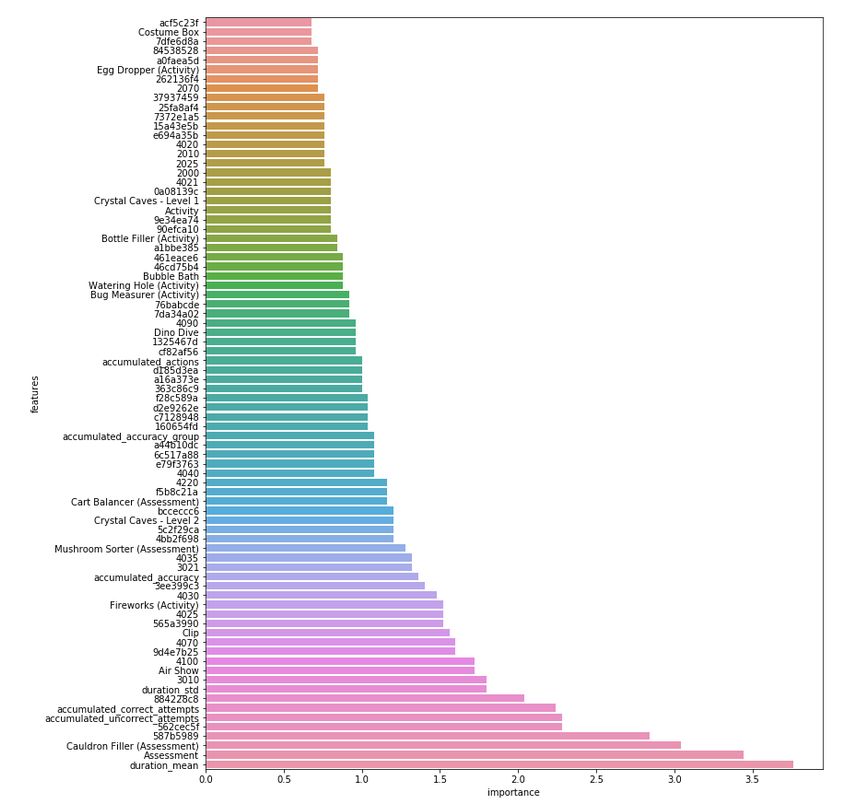 acf5c23f
Costume Box
7dfe6d8a
84538528
a0faea5d
Egg Dropper (Activity)
262136f4
2070
37937459
25fa8af4
7372e1a5
15a43e5b
e694a35b
4020
2010
2025
2000
4021
0a08139c
Crystal Caves - Level 1
Activity
9e34ea74
90efca10
Bottle Filler (Activity)
a1bbe385
461eace6
46cd75b4
Bubble Bath
Watering Hole (Activity)
Bug Measurer (Activity)
76babcde
7da34a02
4090
Dino Dive
1325467d
cf82af56
accumulated_actions
d185d3ea
a16a373e
363c86c9
f28c589a
d2e9262e
c7128948
160654fd
accumulated_accuracy_group
a44b10dc
6c517a88
e79f3763
4040
4220
f5b8c21a
Cart Balancer (Assessment)
bcceccc6
Crystal Caves - Level 2
5c2f29ca
4bb2f698
Mushroom Sorter (Assessment)
4035
3021
accumulated_accuracy
3ee399c3
4030
Fireworks (Activity)
4025
565a3990
Clip
4070
9d4e7b25
4100
Air Show
3010
duration_std
884228c8
accumulated_correct_attempts
accumulated_uncorrect_attempts
562cec5f
587b5989
Cauldron Filler (Assessment)
Assessment
duration_mean
features
0.0 0.5 1.0 1.5 2.0 2.5 3.0 3.5
importance